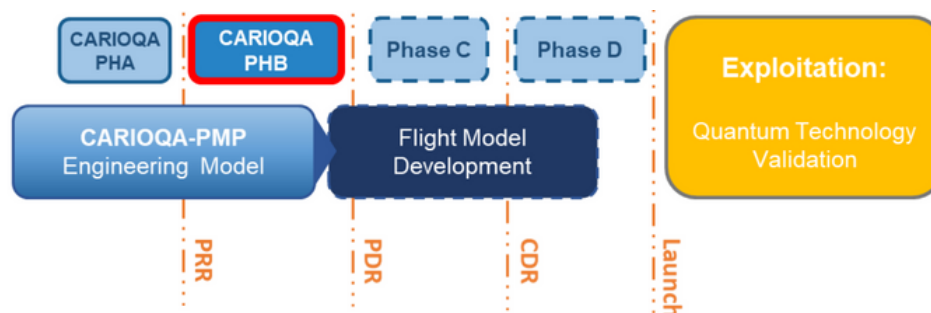 CARIOQA
PHA
CARIOQA
PHB
Phase C
Phase D
Exploitation:
Quantum Technology
Validation
CARIOQA-PMP
Engineering Model
Flight Model
Development
PRR
PDR
CDR
Launch